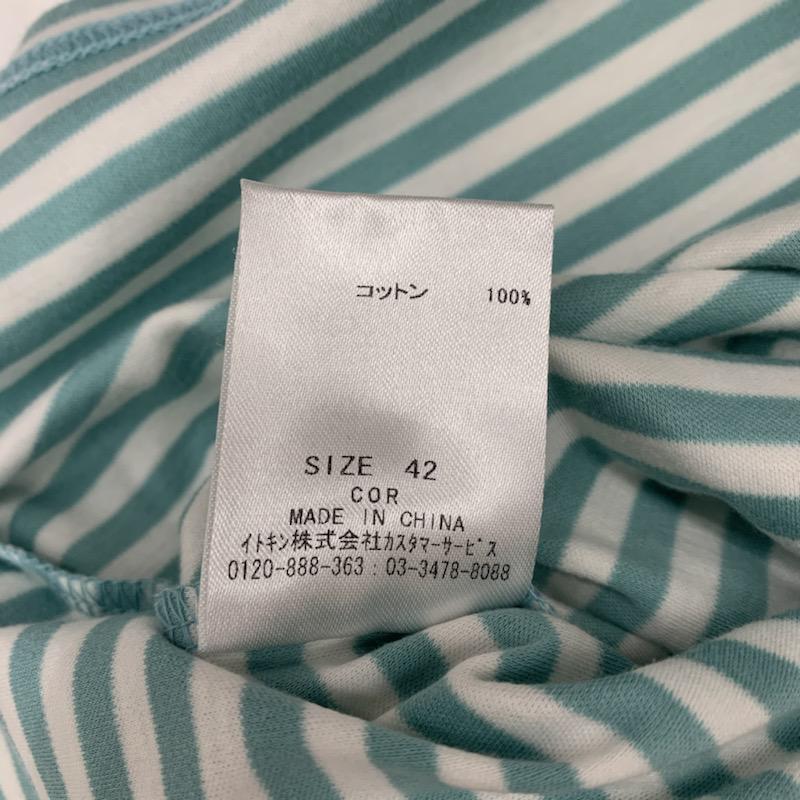 コットン 100%
SIZE 42
COR
MADE IN CHINA
イトキン株式会社ｶｽﾀﾏｰｻｰﾋﾞｽ
0120-888-363 : 03-3478-8088